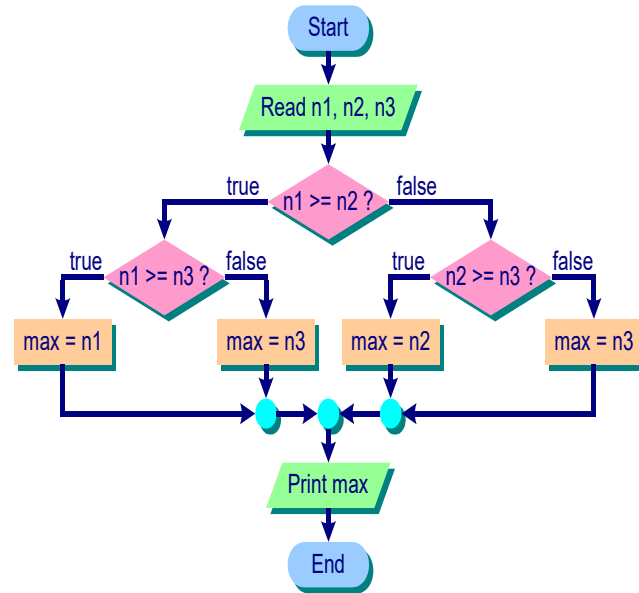 Start
Read n1, n2, n3
n1 >= n2 ?
true
false
n1 >= n3 ?
true
false
n2 >= n3 ?
true
false
max = n1
max = n3
max = n2
max = n3
Print max
End